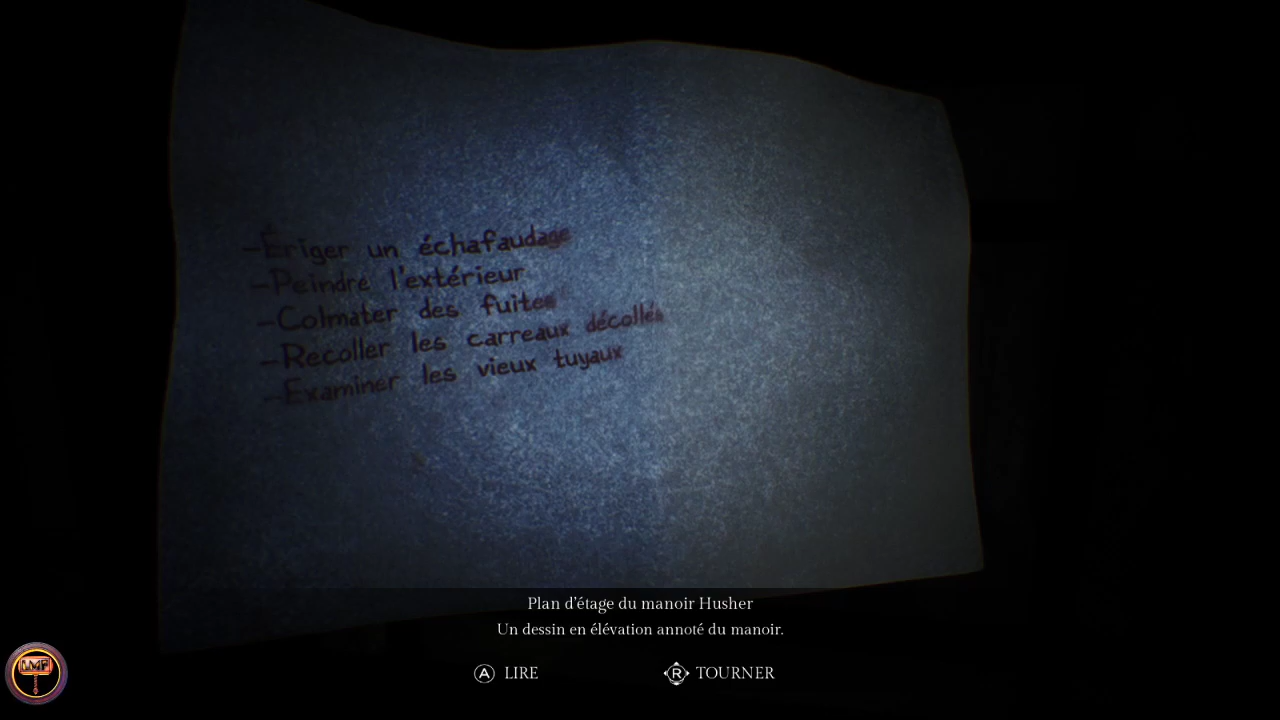 -Ériger un échafaudage
-Peindre l'extérieur
-Colmater des fuites
-Recoller les carreaux décollés
-Examiner les vieux tuyaux
Plan d'étage du manoir Husher
Un dessin en élévation annoté du manoir.
A LIRE
R TOURNER
LMF